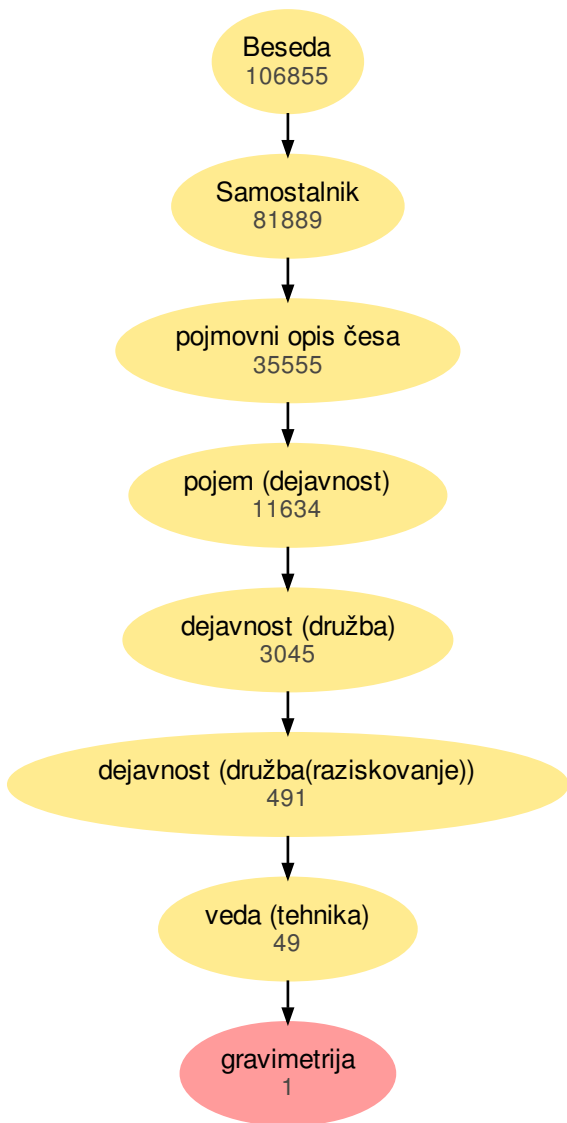 Beseda
106855
Samostalnik
81889
pojmovni opis česa
35555
pojem (dejavnost)
11634
dejavnost (družba)
3045
dejavnost (družba(raziskovanje))
491
veda (tehnika)
49
gravimetrija
1